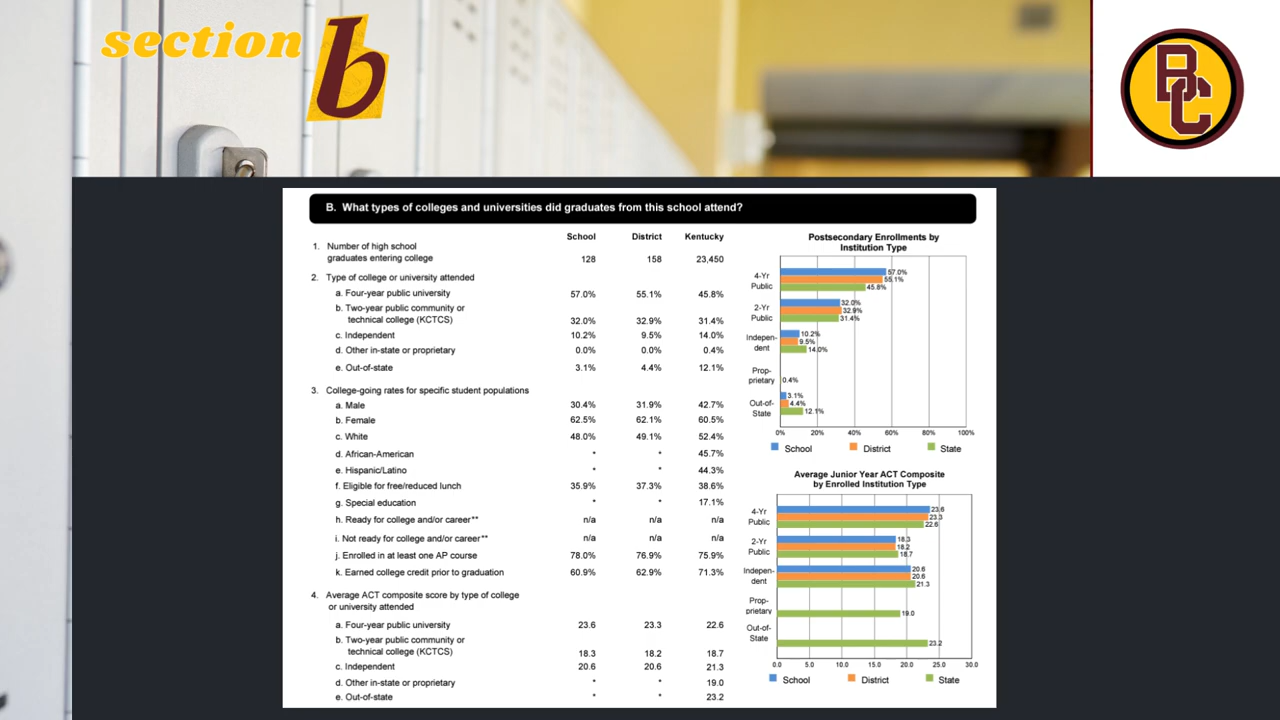 section b
BC
B. What types of colleges and universities did graduates from this school attend?
School District Kentucky
1. Number of high school
graduates entering college 128 158 23,450
2. Type of college or university attended
a. Four-year public university 57.0% 55.1% 45.8%
b. Two-year public community or
technical college (KCTCS) 32.0% 32.9% 31.4%
c. Independent 10.2% 9.5% 14.0%
d. Other in-state or proprietary 0.0% 0.0% 0.4%
e. Out-of-state 3.1% 4.4% 12.1%
3. College-going rates for specific student populations
a. Male 30.4% 31.9% 42.7%
b. Female 62.5% 62.1% 60.5%
c. White 48.0% 49.1% 52.4%
d. African-American * * 45.7%
e. Hispanic/Latino * * 44.3%
f. Eligible for free/reduced lunch 35.9% 37.3% 38.6%
g. Special education * * 17.1%
h. Ready for college and/or career** n/a n/a n/a
i. Not ready for college and/or career** n/a n/a n/a
j. Enrolled in at least one AP course 78.0% 76.9% 75.9%
k. Earned college credit prior to graduation 60.9% 62.9% 71.3%
4. Average ACT composite score by type of college
or university attended
a. Four-year public university 23.6 23.3 22.6
b. Two-year public community or
technical college (KCTCS) 18.3 18.2 18.7
c. Independent 20.6 20.6 21.3
d. Other in-state or proprietary * * 19.0
e. Out-of-state * * 23.2
Postsecondary Enrollments by
Institution Type
4-Yr
Public
57.0%
55.1%
45.8%
2-Yr
Public
32.0%
32.9%
31.4%
Indepen-
dent
10.2%
9.5%
14.0%
Prop-
prietary
0.4%
Out-of-
State
3.1%
4.4%
12.1%
0% 20% 40% 60% 80% 100%
School District State
Average Junior Year ACT Composite
by Enrolled Institution Type
4-Yr
Public
23.6
23.3
22.6
2-Yr
Public
18.3
18.2
18.7
Indepen-
dent
20.6
20.6
21.3
Prop-
prietary
19.0
Out-of-
State
23.2
0.0 5.0 10.0 15.0 20.0 25.0 30.0
School District State